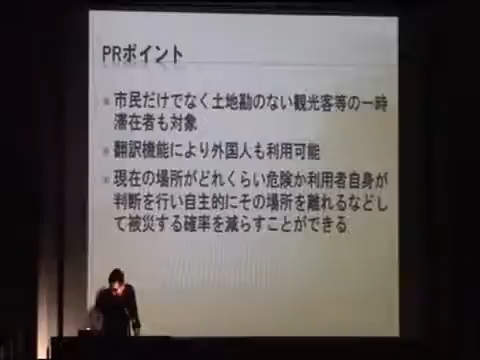 PRポイント
市民だけでなく土地勘のない観光客等の一時
滞在者も対象
翻訳機能により外国人も利用可能
現在の場所がどれくらい危険か利用者自身が
判断を行い自主的にその場所を離れるなどし
て被災する確率を減らすことができる